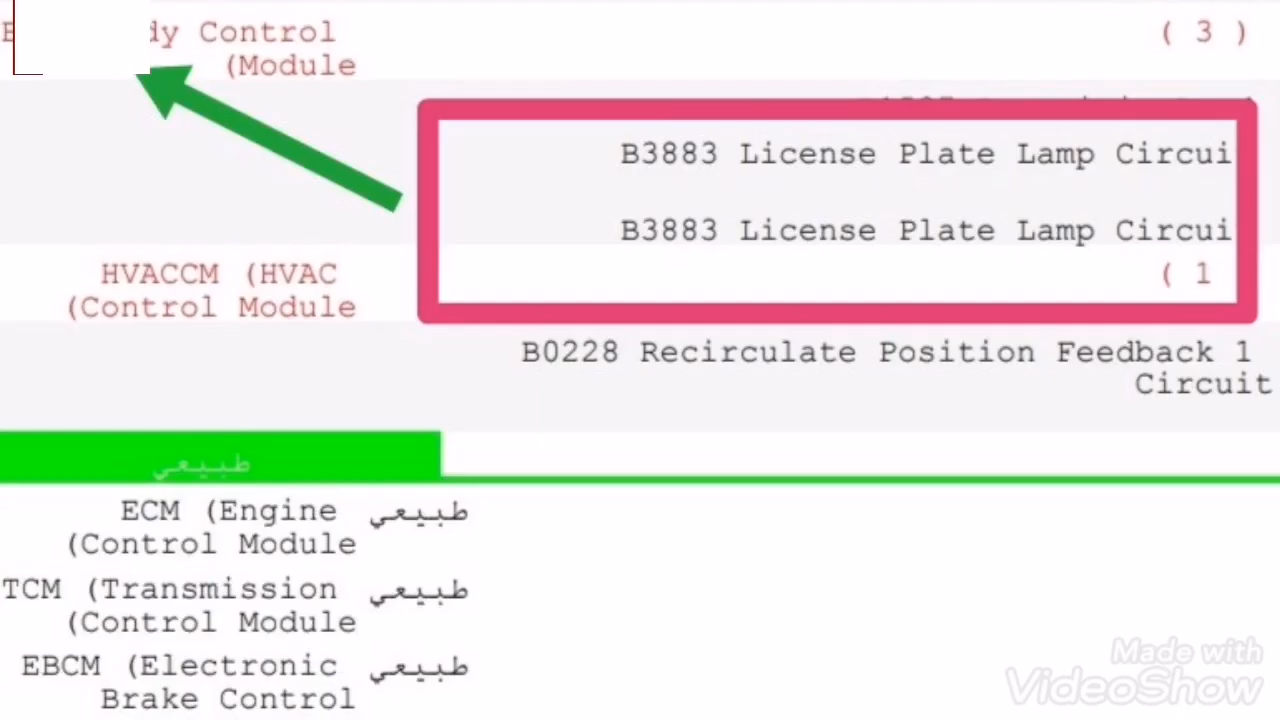 dy Control ( 3 )
(Module
B3883 License Plate Lamp Circui
B3883 License Plate Lamp Circui
HVACCM (HVAC ( 1
(Control Module
B0228 Recirculate Position Feedback 1
Circuit
طبيعي
ECM (Engine طبيعي
(Control Module
TCM (Transmission طبيعي
(Control Module
EBCM (Electronic طبيعي
Brake Control
Made with
VideoShow